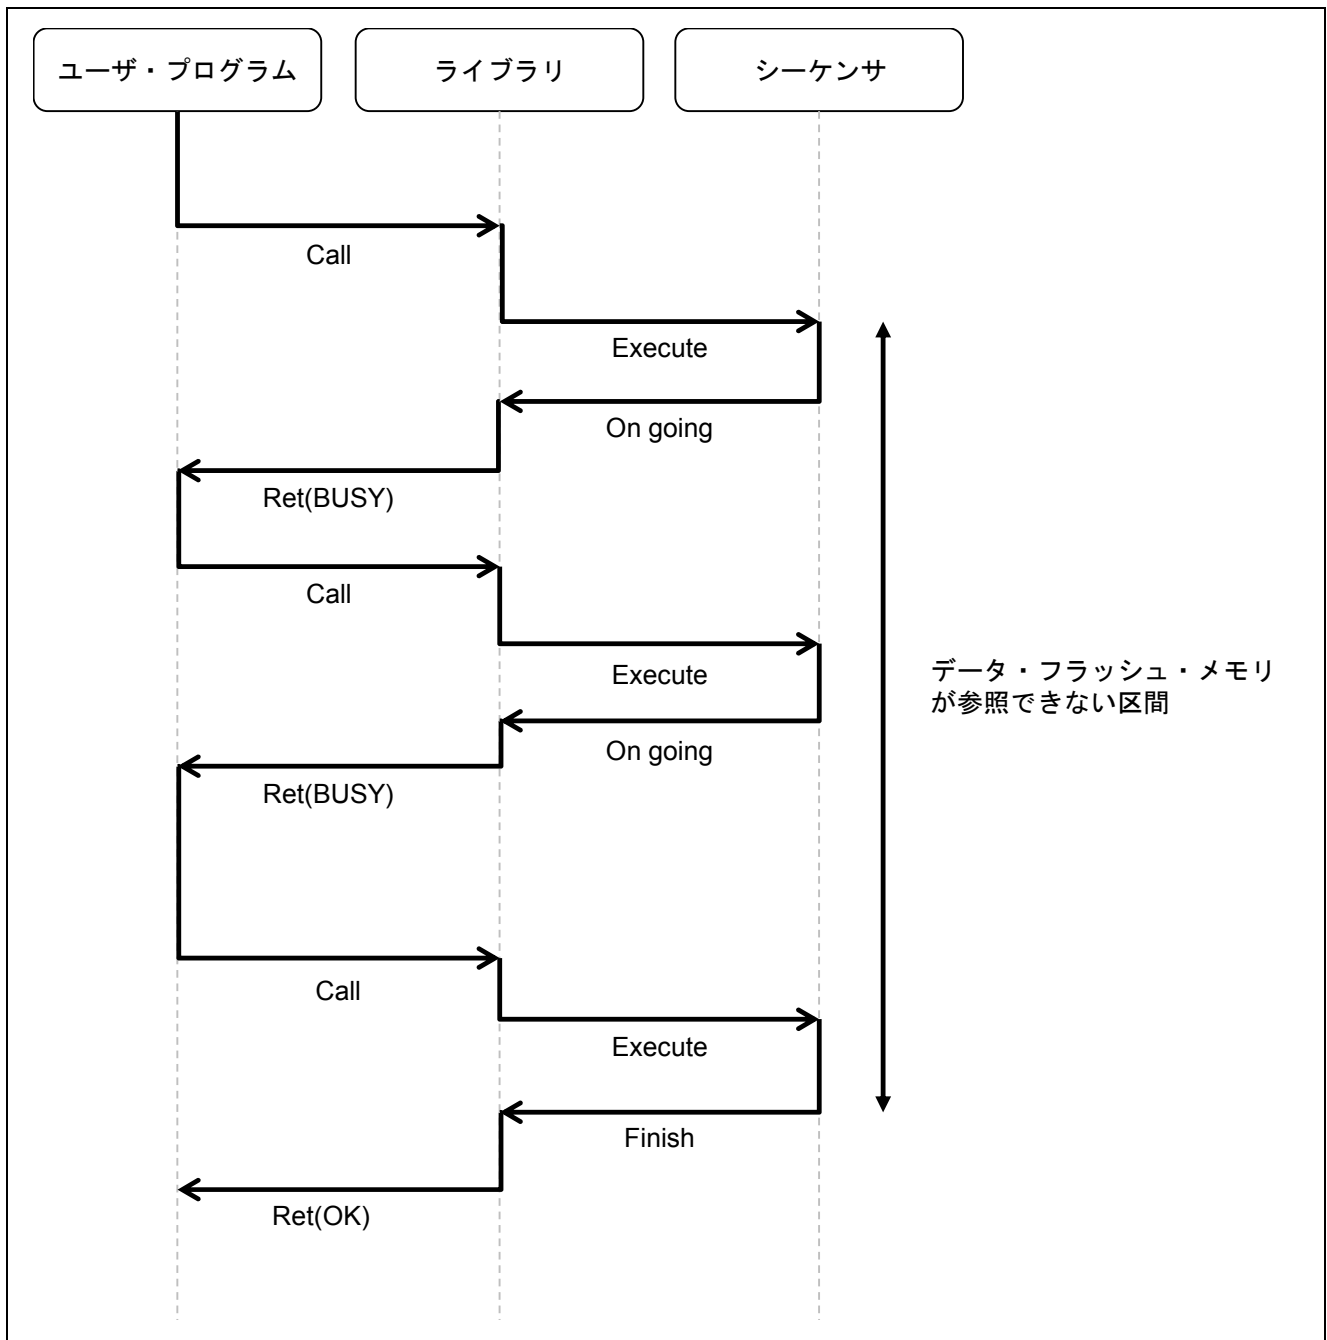 ユーザ・プログラム
ライブラリ
シーケンサ
Call
Execute
On going
Ret(BUSY)
Call
Execute
データ・フラッシュ・メモリ
が参照できない区間
On going
Ret(BUSY)
Call
Execute
Finish
Ret(OK)